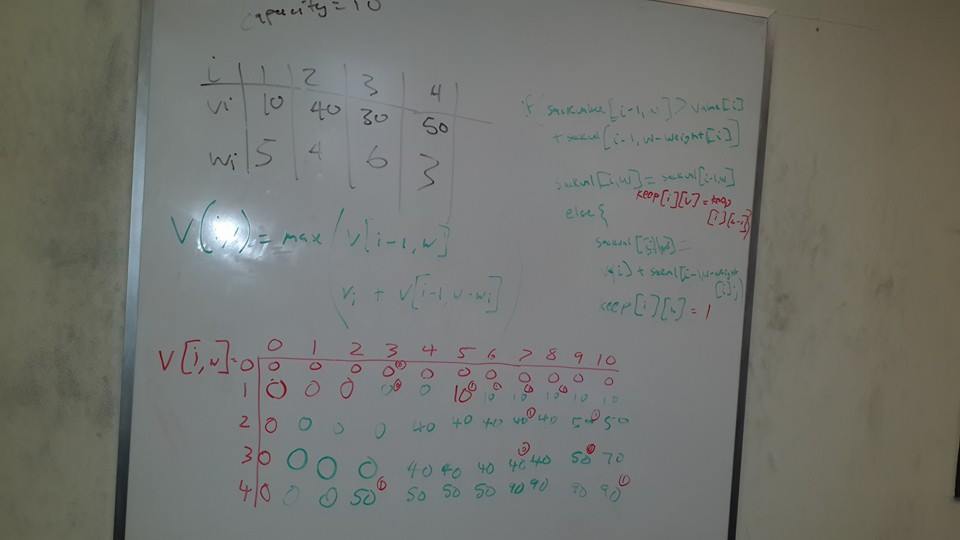 capacity = 10
i | 1 | 2 | 3 | 4
vi | 10 | 40 | 30 | 50
wi | 5 | 4 | 6 | 3
if sackvalue[i-1, w] > value[i]
+ sackval[i-1, w-weight[i]]
sackval[i,w] = sackval[i-1,w]
keep[i][w] = keep
else {
+ sackval[i-1, w-weight
[i]]
keep[i][w] = 1
V(i,j) = max V[i-1, w]
vi + V[i-1, w-wi]
0 1 2 3 4 5 6 7 8 9 10
V[i,w] = 0 0 0 0 0 0 0 0 0 0 0 0
1 0 0 0 0 0 10 10 10 10 10 10
2 0 0 0 0 40 40 40 40 40 50 50
3 0 0 0 0 40 40 40 40 40 50 70
4 0 0 0 50 50 50 50 90 90 90 90